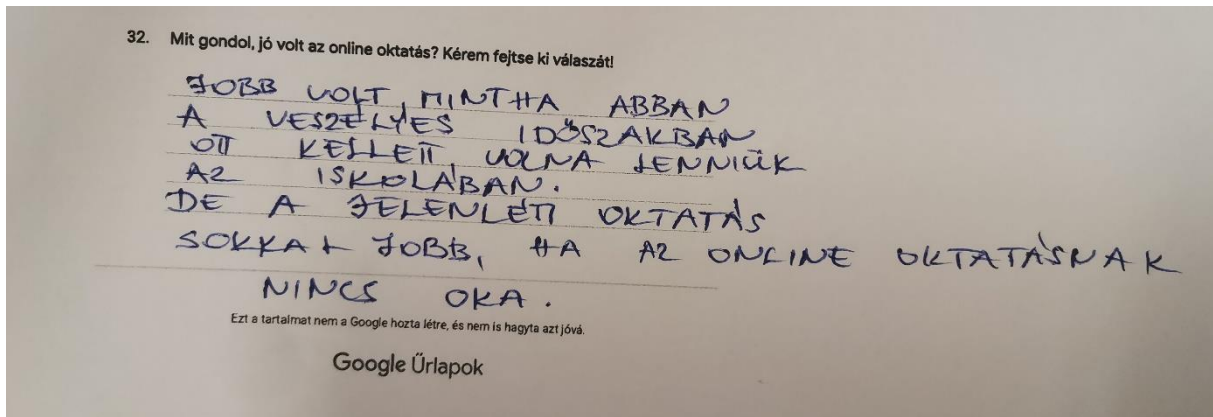 32. Mit gondol, jó volt az online oktatás? Kérem fejtse ki válaszát!
JOBB VOLT, MINTHA ABBAN
A VESZÉLYES IDŐSZAKBAN
OTT KELLETT VOLNA LENNIÜK
AZ ISKOLÁBAN.
DE A JELENLÉTI OKTATÁS
SOKKAL JOBB, HA AZ ONLINE OKTATÁSNAK
NINCS OKA.
Ezt a tartalmat nem a Google hozta létre, és nem is hagyta azt jóvá.
Google Űrlapok